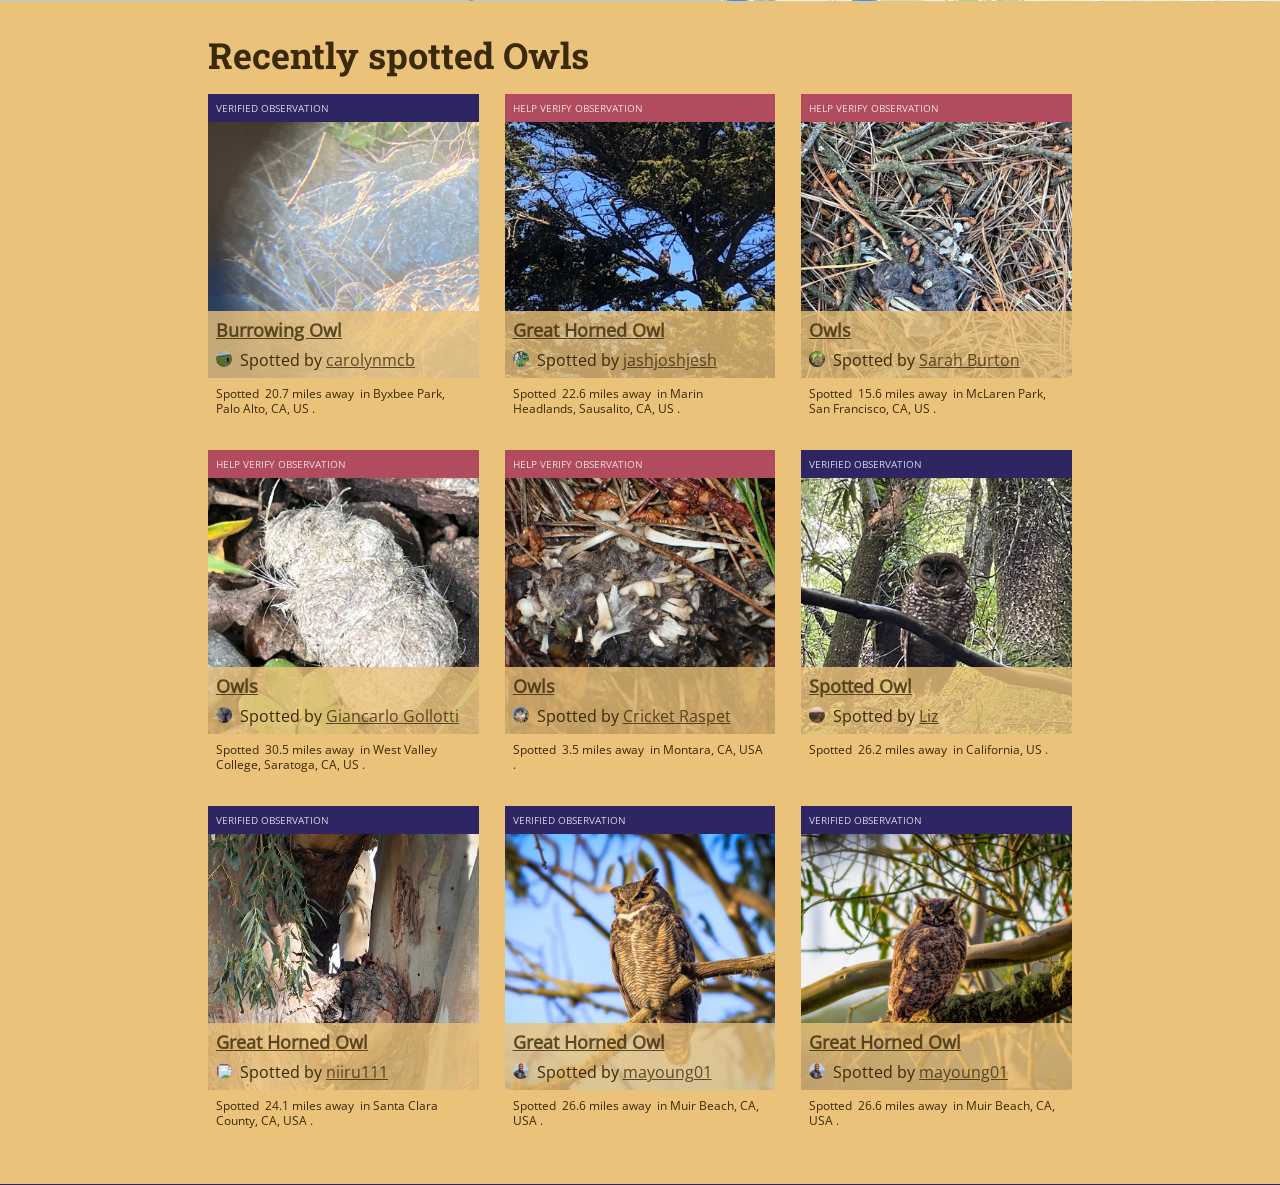 Recently spotted Owls
VERIFIED OBSERVATION
Burrowing Owl
Spotted by carolynmcb
Spotted 20.7 miles away in Byxbee Park,
Palo Alto, CA, US .
HELP VERIFY OBSERVATION
Great Horned Owl
Spotted by jashjoshjesh
Spotted 22.6 miles away in Marin
Headlands, Sausalito, CA, US .
HELP VERIFY OBSERVATION
Owls
Spotted by Sarah Burton
Spotted 15.6 miles away in McLaren Park,
San Francisco, CA, US .
HELP VERIFY OBSERVATION
Owls
Spotted by Giancarlo Gollotti
Spotted 30.5 miles away in West Valley
College, Saratoga, CA, US .
HELP VERIFY OBSERVATION
Owls
Spotted by Cricket Raspet
Spotted 3.5 miles away in Montara, CA, USA
.
VERIFIED OBSERVATION
Spotted Owl
Spotted by Liz
Spotted 26.2 miles away in California, US .
VERIFIED OBSERVATION
Great Horned Owl
Spotted by niiru111
Spotted 24.1 miles away in Santa Clara
County, CA, USA .
VERIFIED OBSERVATION
Great Horned Owl
Spotted by mayoung01
Spotted 26.6 miles away in Muir Beach, CA,
USA .
VERIFIED OBSERVATION
Great Horned Owl
Spotted by mayoung01
Spotted 26.6 miles away in Muir Beach, CA,
USA .